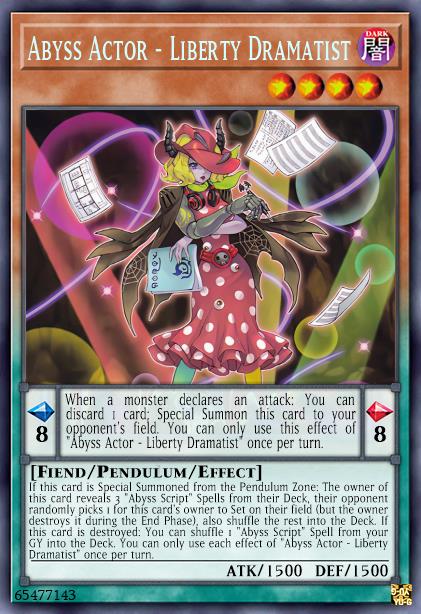 Abyss Actor - Liberty Dramatist
DARK
闇
8
When a monster declares an attack: You can
discard 1 card; Special Summon this card to your
opponent's field. You can only use this effect of
"Abyss Actor - Liberty Dramatist" once per turn.
8
[Fiend/Pendulum/Effect]
If this card is Special Summoned from the Pendulum Zone: The owner of
this card reveals 3 "Abyss Script" Spells from their Deck, their opponent
randomly picks 1 for this card's owner to Set on their field (but the owner
destroys it during the End Phase), also shuffle the rest into the Deck. If
this card is destroyed: You can shuffle 1 "Abyss Script" Spell from your
GY into the Deck. You can only use each effect of "Abyss Actor - Liberty
Dramatist" once per turn.
ATK/1500 DEF/1500
65477143